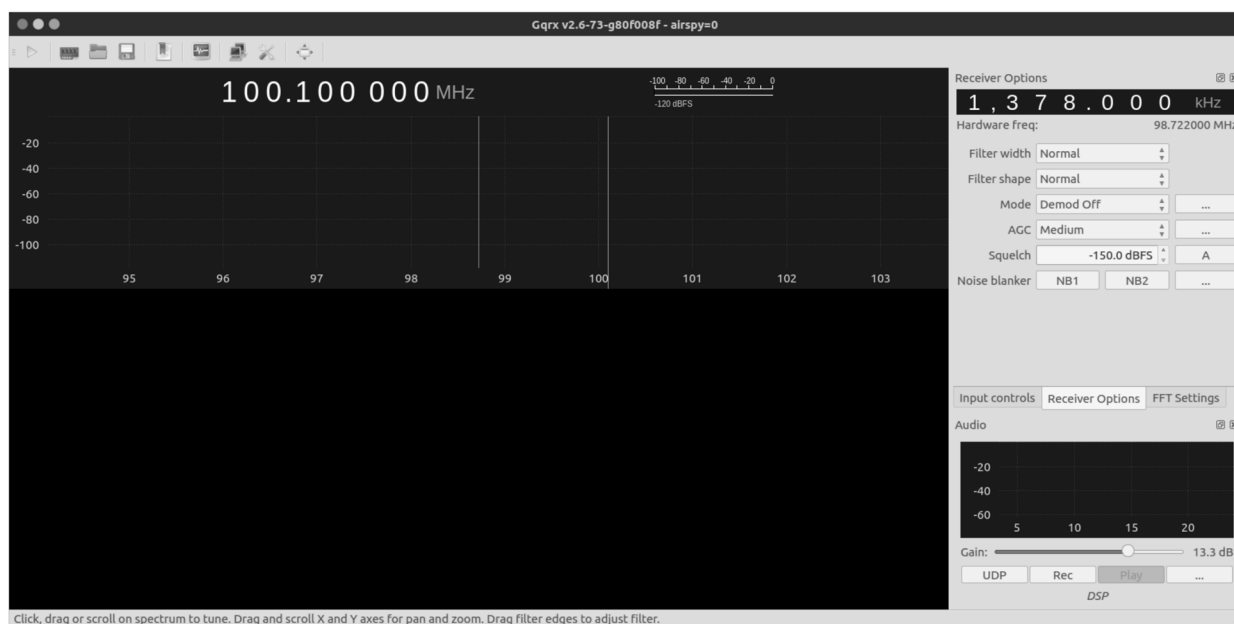 Gqrx v2.6-73-g80f008f - airspy=0
100.100 000 MHz
-100 -80 -60 -40 -20 0
-120 dBFS
-20
-40
-60
-80
-100
95 96 97 98 99 100 101 102 103
Receiver Options
1,378.000 kHz
Hardware freq: 98.722000 MHz
Filter width Normal
Filter shape Normal
Mode Demod Off ...
AGC Medium ...
Squelch -150.0 dBFS A
Noise blanker NB1 NB2 ...
Input controls Receiver Options FFT Settings
Audio
-20
-40
-60
5 10 15 20
Gain: 13.3 dB
UDP Rec Play ...
DSP
Click, drag or scroll on spectrum to tune. Drag and scroll X and Y axes for pan and zoom. Drag filter edges to adjust filter.